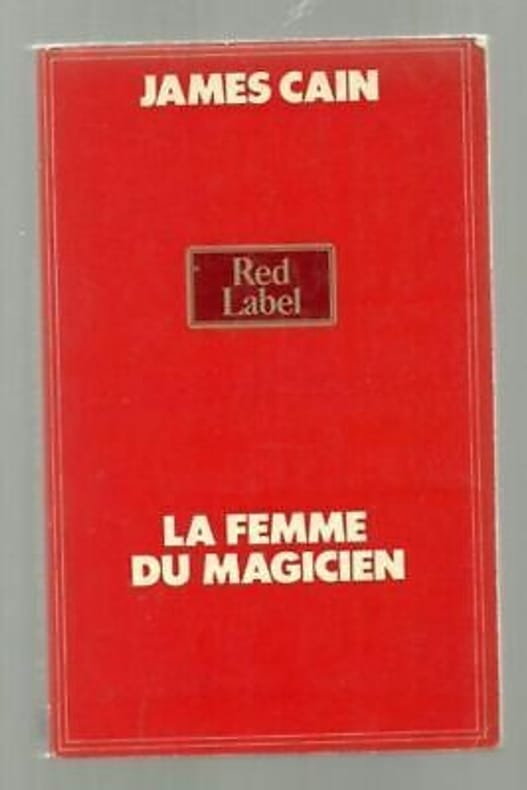 JAMES CAIN
Red
Label
LA FEMME
DU MAGICIEN